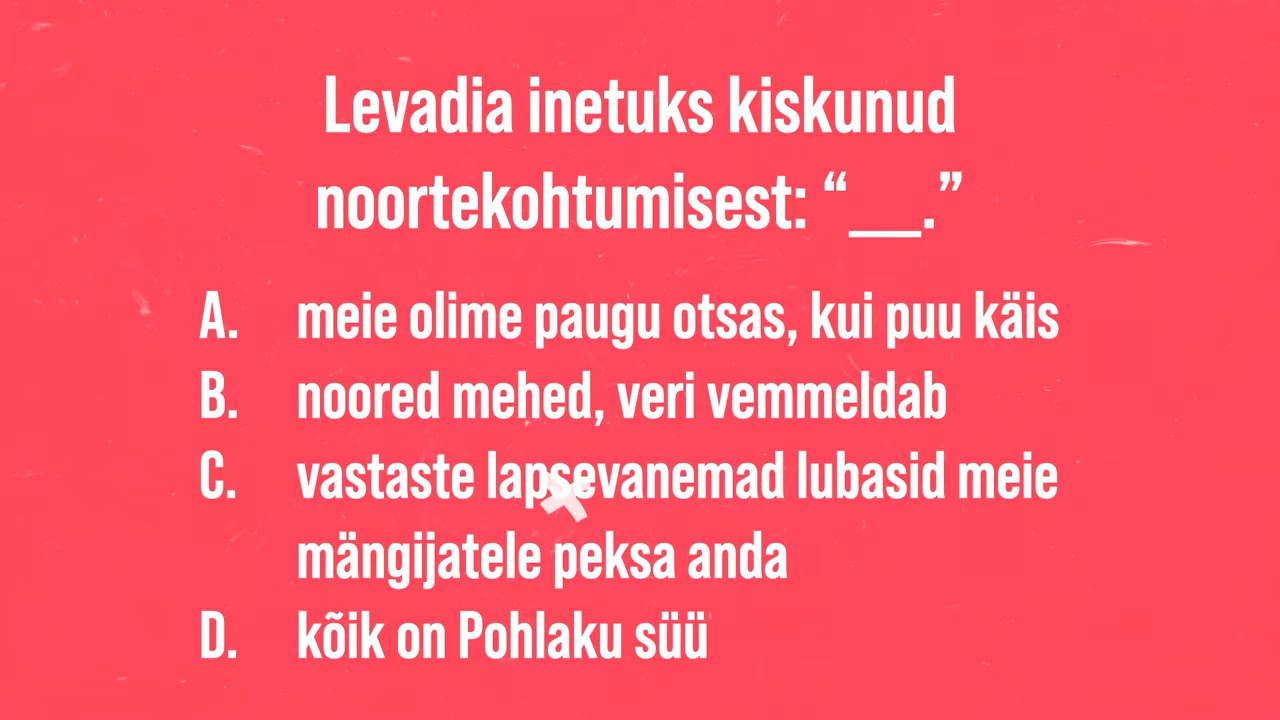 Levadia inetuks kiskunud
noortekohtumisest: “__.”
A. meie olime paugu otsas, kui puu käis
B. noored mehed, veri vemmeldab
C. vastaste lapsevanemad lubasid meie
mängijatele peksa anda
D. kõik on Pohlaku süü